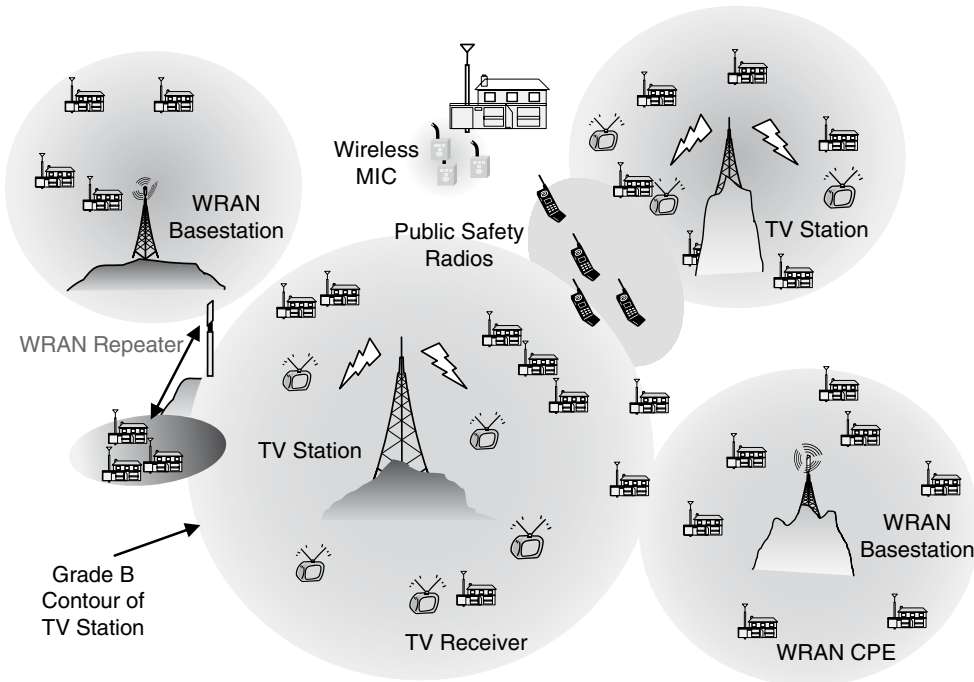 Wireless
MIC
WRAN
Basestation
TV Station
Public Safety
Radios
WRAN Repeater
TV Station
WRAN
Basestation
Grade B
Contour of
TV Station
TV Receiver
WRAN CPE